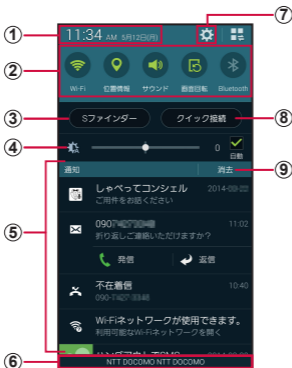 ⑦
① 11:34 AM 5月12日(月)
②
Wi-Fi 位置情報 サウンド 画面回転 Bluetooth
③ Sファインダー クイック接続 ⑧
④ 0 自動
通知 消去 ⑨
しゃべってコンシェル 2014-
ご用件をお話ください
⑤
090 11:02
折り返しご連絡いただけますか?
発信 返信
不在着信 10:40
090-
Wi-Fiネットワークが使用できます。
利用可能なWi-Fiネットワークを開く
⑥ NTT DOCOMO NTT DOCOMO